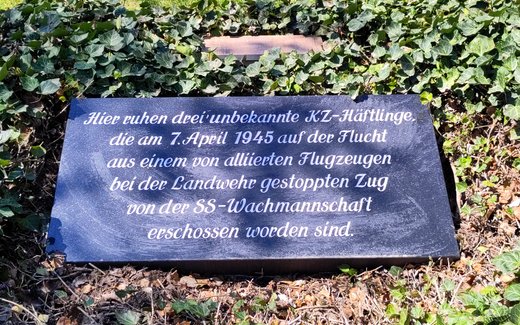 Hier ruhen drei unbekannte KZ-Häftlinge,
die am 7. April 1945 auf der Flucht
aus einem von alliierten Flugzeugen
bei der Landwehr gestoppten Zug
von der SS-Wachmannschaft
erschossen worden sind.